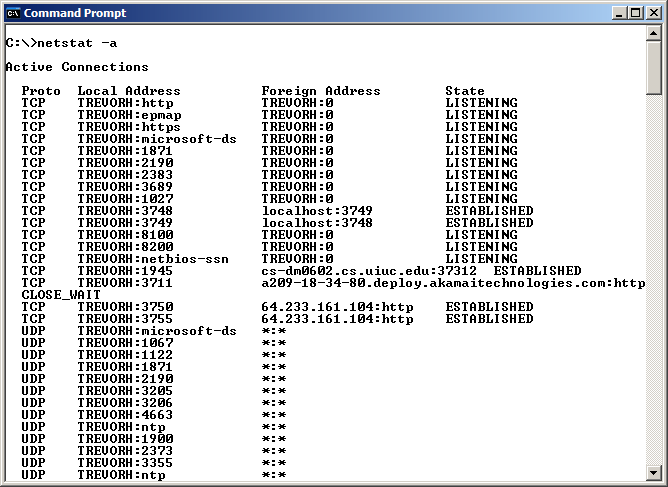 Command Prompt
C:\>netstat -a
Active Connections
Proto Local Address Foreign Address State
TCP TREVORH:http TREVORH:0 LISTENING
TCP TREVORH:epmap TREVORH:0 LISTENING
TCP TREVORH:https TREVORH:0 LISTENING
TCP TREVORH:microsoft-ds TREVORH:0 LISTENING
TCP TREVORH:1871 TREVORH:0 LISTENING
TCP TREVORH:2190 TREVORH:0 LISTENING
TCP TREVORH:2383 TREVORH:0 LISTENING
TCP TREVORH:3689 TREVORH:0 LISTENING
TCP TREVORH:1027 TREVORH:0 LISTENING
TCP TREVORH:3748 localhost:3749 ESTABLISHED
TCP TREVORH:3749 localhost:3748 ESTABLISHED
TCP TREVORH:8100 TREVORH:0 LISTENING
TCP TREVORH:8200 TREVORH:0 LISTENING
TCP TREVORH:netbios-ssn TREVORH:0 LISTENING
TCP TREVORH:1945 cs-dm0602.cs.uiuc.edu:37312 ESTABLISHED
TCP TREVORH:3711 a209-18-34-80.deploy.akamaitechnologies.com:http
CLOSE_WAIT
TCP TREVORH:3750 64.233.161.104:http ESTABLISHED
TCP TREVORH:3755 64.233.161.104:http ESTABLISHED
UDP TREVORH:microsoft-ds *:*
UDP TREVORH:1067 *:*
UDP TREVORH:1122 *:*
UDP TREVORH:1871 *:*
UDP TREVORH:2190 *:*
UDP TREVORH:3205 *:*
UDP TREVORH:3206 *:*
UDP TREVORH:4663 *:*
UDP TREVORH:ntp *:*
UDP TREVORH:1900 *:*
UDP TREVORH:2373 *:*
UDP TREVORH:3355 *:*
UDP TREVORH:ntp *:*